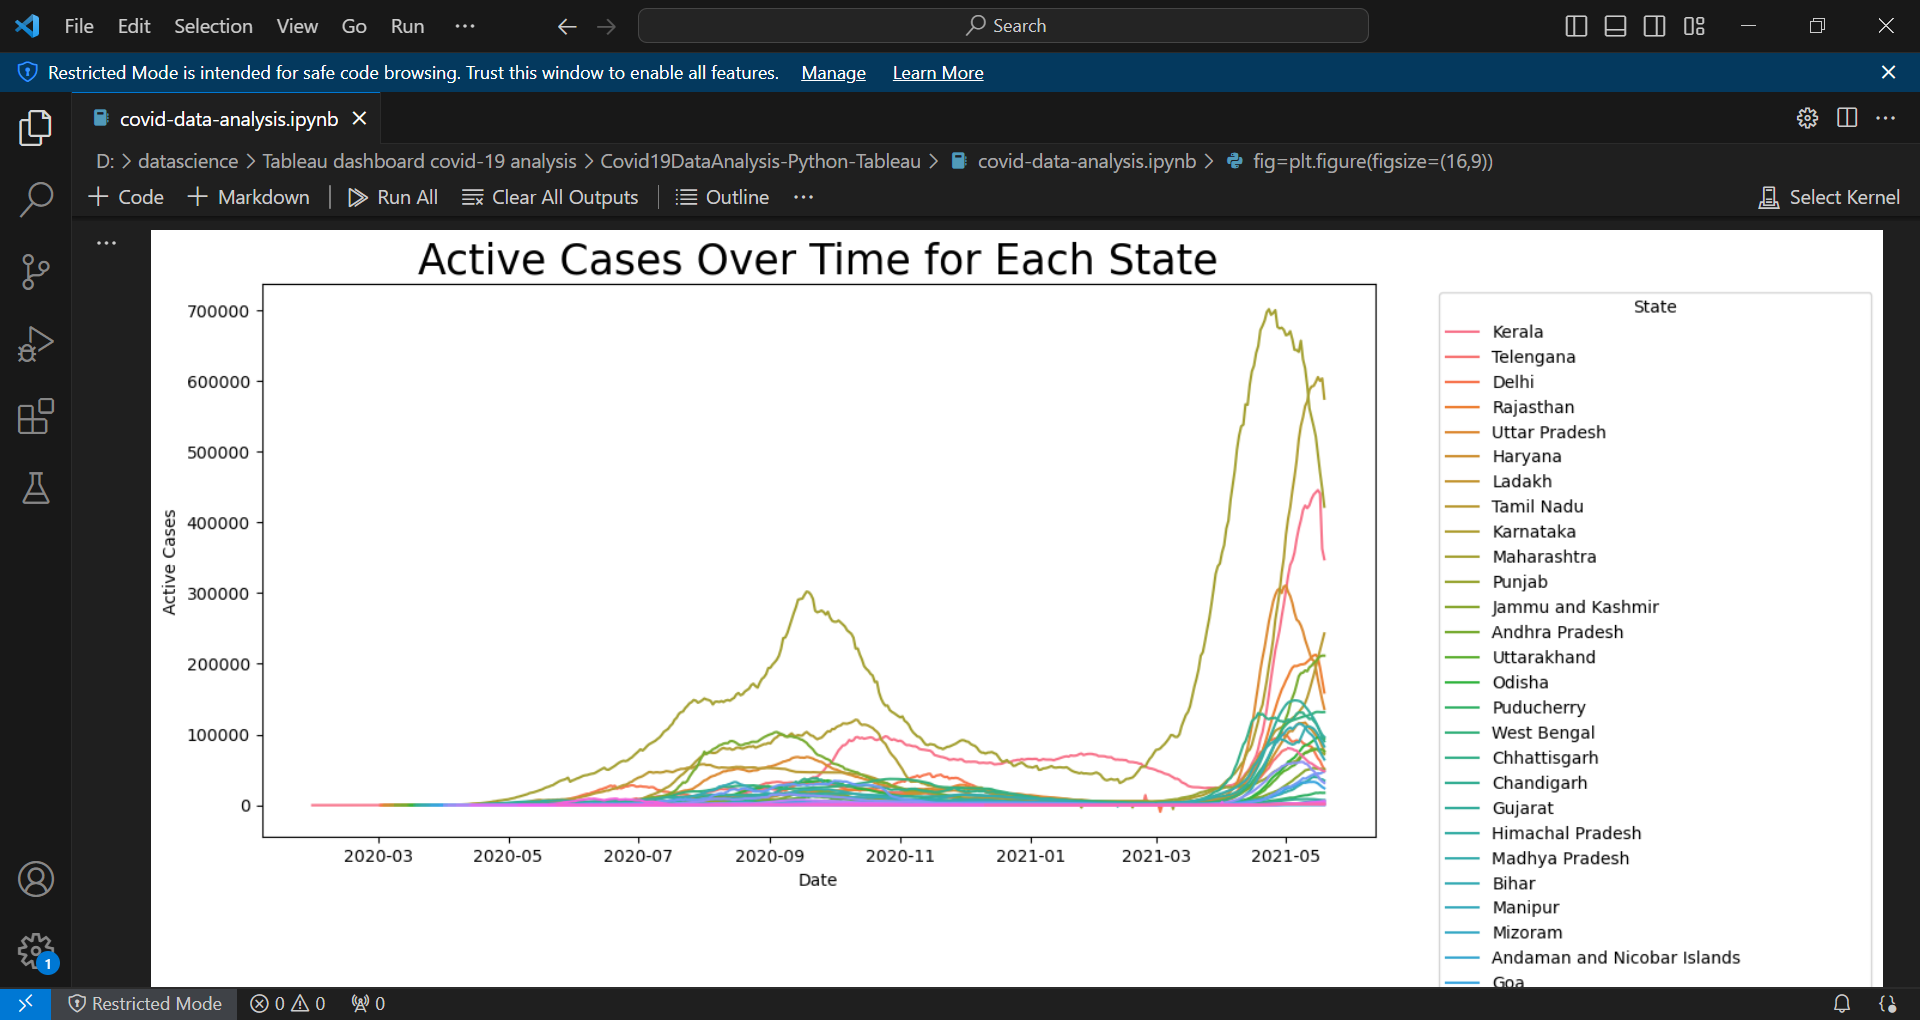 File Edit Selection View Go Run ···
Search
Restricted Mode is intended for safe code browsing. Trust this window to enable all features. Manage Learn More
covid-data-analysis.ipynb
D: > datascience > Tableau dashboard covid-19 analysis > Covid19DataAnalysis-Python-Tableau > covid-data-analysis.ipynb > fig=plt.figure(figsize=(16,9))
+ Code + Markdown Run All Clear All Outputs Outline ··· Select Kernel
Active Cases Over Time for Each State
700000
600000
500000
400000
300000
200000
100000
0
Active Cases
2020-03 2020-05 2020-07 2020-09 2020-11 2021-01 2021-03 2021-05
Date
State
Kerala
Telengana
Delhi
Rajasthan
Uttar Pradesh
Haryana
Ladakh
Tamil Nadu
Karnataka
Maharashtra
Punjab
Jammu and Kashmir
Andhra Pradesh
Uttarakhand
Odisha
Puducherry
West Bengal
Chhattisgarh
Chandigarh
Gujarat
Himachal Pradesh
Madhya Pradesh
Bihar
Manipur
Mizoram
Andaman and Nicobar Islands
Goa
1
Restricted Mode 0 0 0